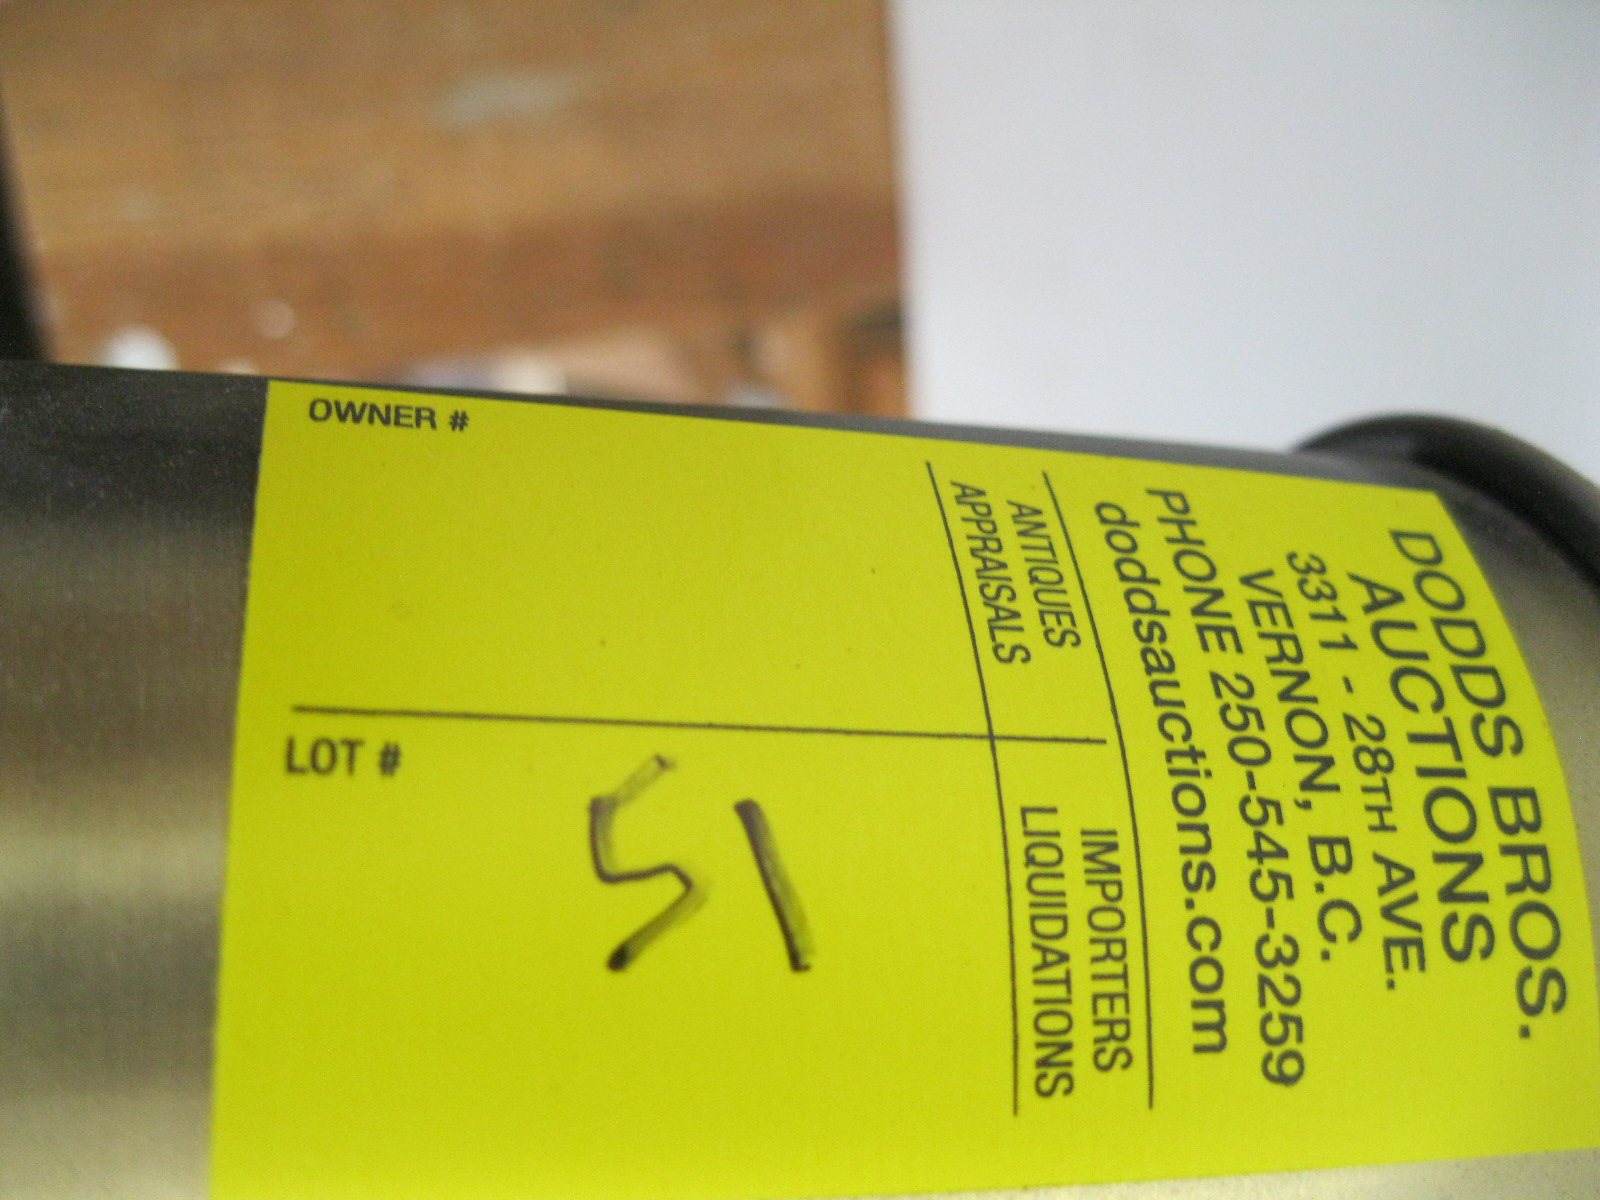 DODDS BROS.
AUCTIONS
3311 - 28TH AVE.
VERNON, B.C.
PHONE 250-545-3259
doddsauctions.com
ANTIQUES
APPRAISALS
IMPORTERS
LIQUIDATIONS
OWNER #
LOT #
51